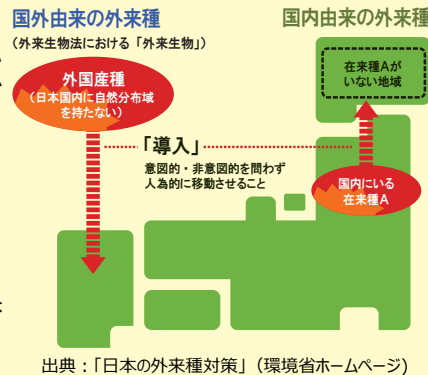 国外由来の外来種
(外来生物法における「外来生物」)
外国産種
(日本国内に自然分布域
を持たない)
国内由来の外来種
在来種Aが
いない地域
「導入」
意図的・非意図的を問わず
人為的に移動させること
国内にいる
在来種A
出典:「日本の外来種対策」(環境省ホームページ)